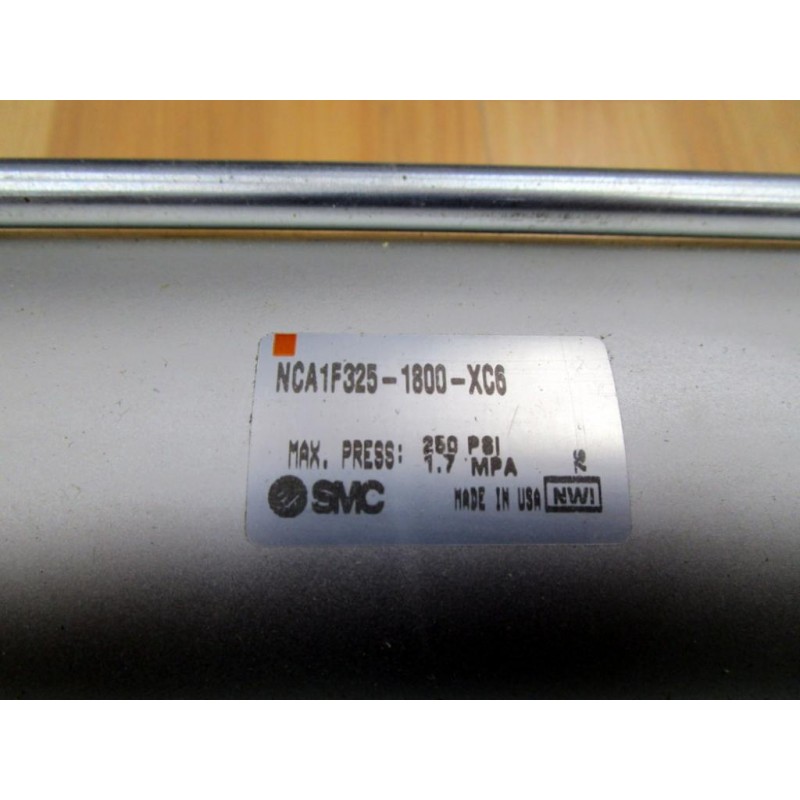 NCA1F325-1800-XC6
MAX. PRESS: 250 PSI
1.7 MPA
SMC MADE IN USA NWI